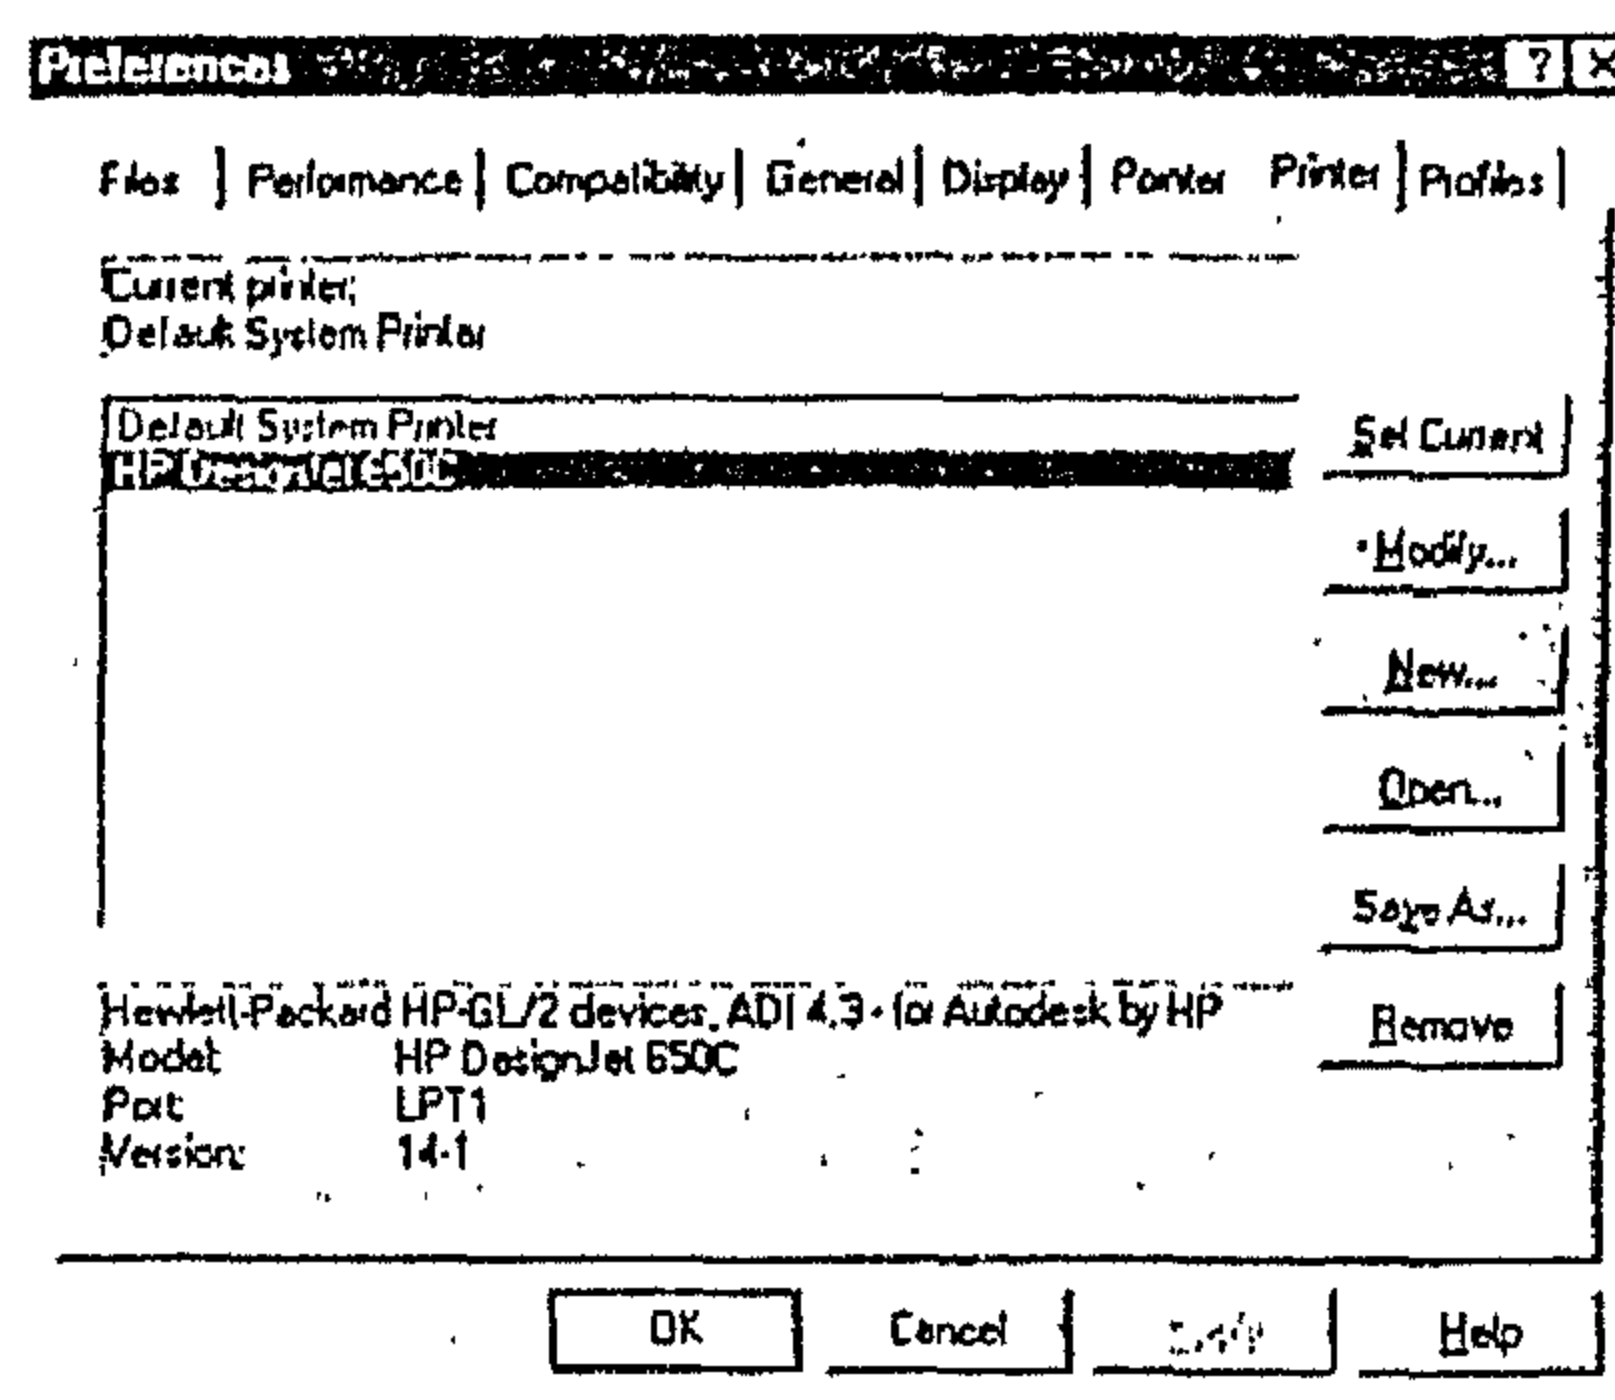 Preferences ? X
Files Performance Compatibility General Display Pointer Printer Profiles
Current printer:
Default System Printer
Default System Printer
HP DesignJet 650C
Set Current
Modify...
New...
Open...
Save As...
Remove
Hewlett-Packard HP-GL/2 devices, ADI 4.3 - for Autodesk by HP
Model: HP DesignJet 650C
Port: LPT1
Version: 14-1
OK Cancel Help